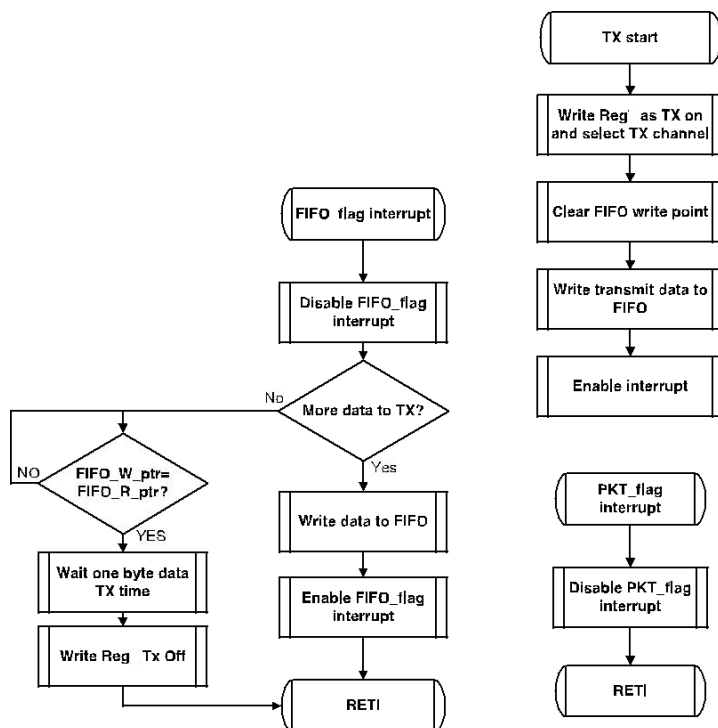 TX start
Write Reg` as TX on
and select TX channel
Clear FIFO write point
Write transmit data to
FIFO
Enable interrupt
FIFO flag interrupt
Disable FIFO_flag
interrupt
More data to TX?
No
Yes
FIFO_W_ptr=
FIFO_R_ptr?
NO
YES
Wait one byte data
TX time
Write Reg Tx Off
Write data to FIFO
Enable FIFO_flag
interrupt
RETI
PKT_flag
interrupt
Disable PKT_flag
interrupt
RETI